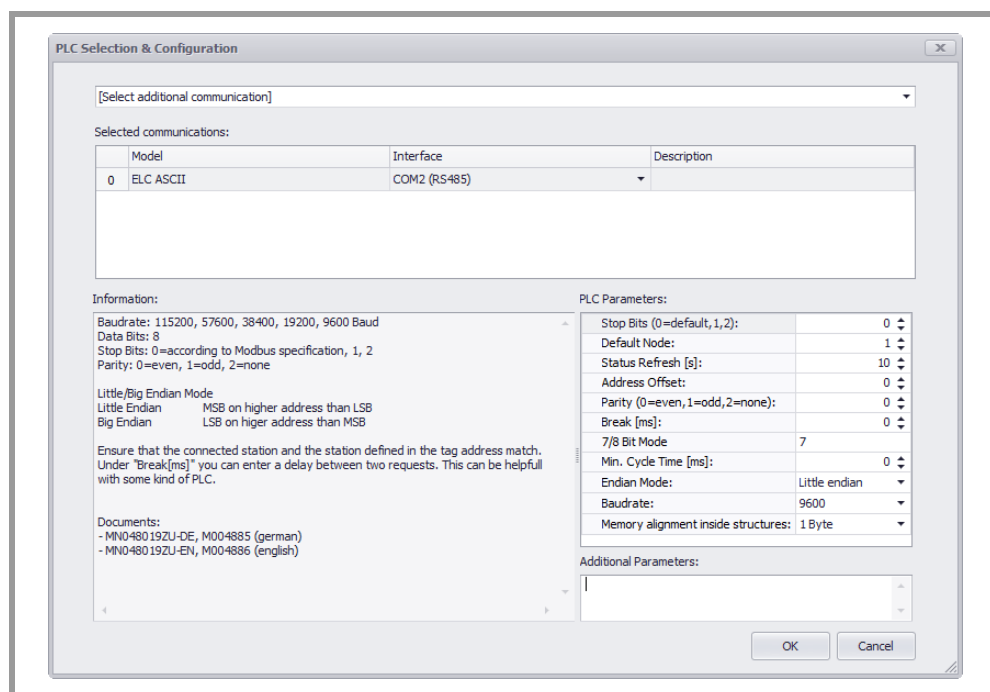 PLC Selection & Configuration
[Select additional communication]
Selected communications:
Model Interface Description
0 ELC ASCII COM2 (RS485)
Information:
Baudrate: 115200, 57600, 38400, 19200, 9600 Baud
Data Bits: 8
Stop Bits: 0=according to Modbus specification, 1, 2
Parity: 0=even, 1=odd, 2=none
Little/Big Endian Mode
Little Endian MSB on higher address than LSB
Big Endian LSB on higer address than MSB
Ensure that the connected station and the station defined in the tag address match.
Under "Break[ms]" you can enter a delay between two requests. This can be helpfull
with some kind of PLC.
Documents:
- MN048019ZU-DE, M004885 (german)
- MN048019ZU-EN, M004886 (english)
PLC Parameters:
Stop Bits (0=default,1,2): 0
Default Node: 1
Status Refresh [s]: 10
Address Offset: 0
Parity (0=even,1=odd,2=none): 0
Break [ms]: 0
7/8 Bit Mode 7
Min. Cycle Time [ms]: 0
Endian Mode: Little endian
Baudrate: 9600
Memory alignment inside structures: 1 Byte
Additional Parameters:
OK Cancel